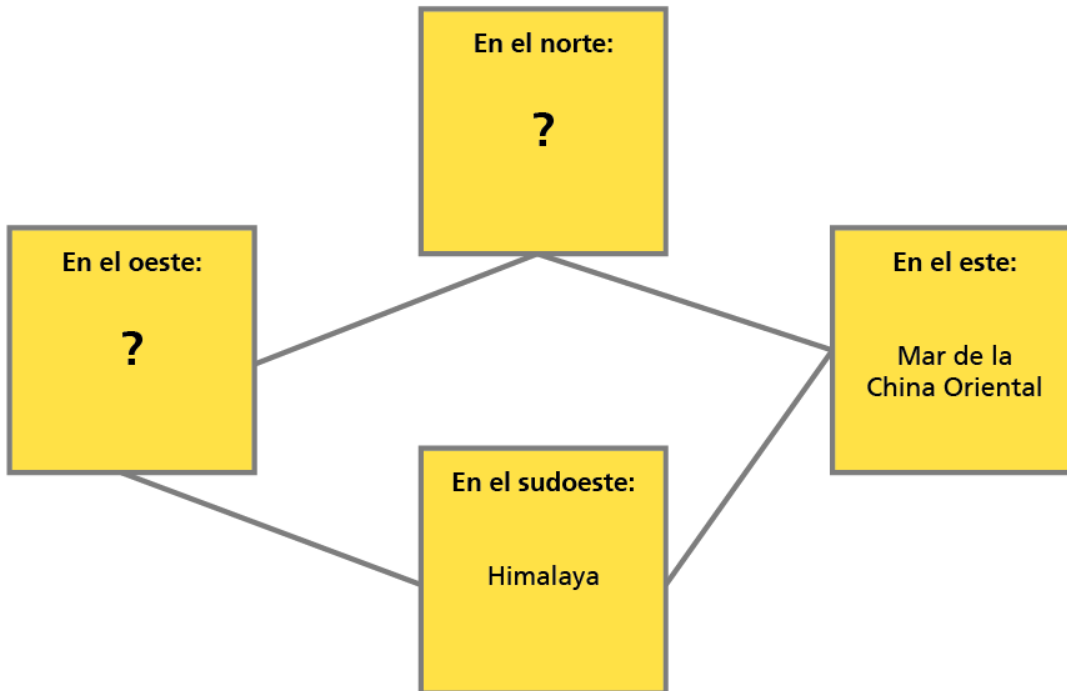 En el norte:
?
En el oeste:
?
En el este:
Mar de la
China Oriental
En el sudoeste:
Himalaya